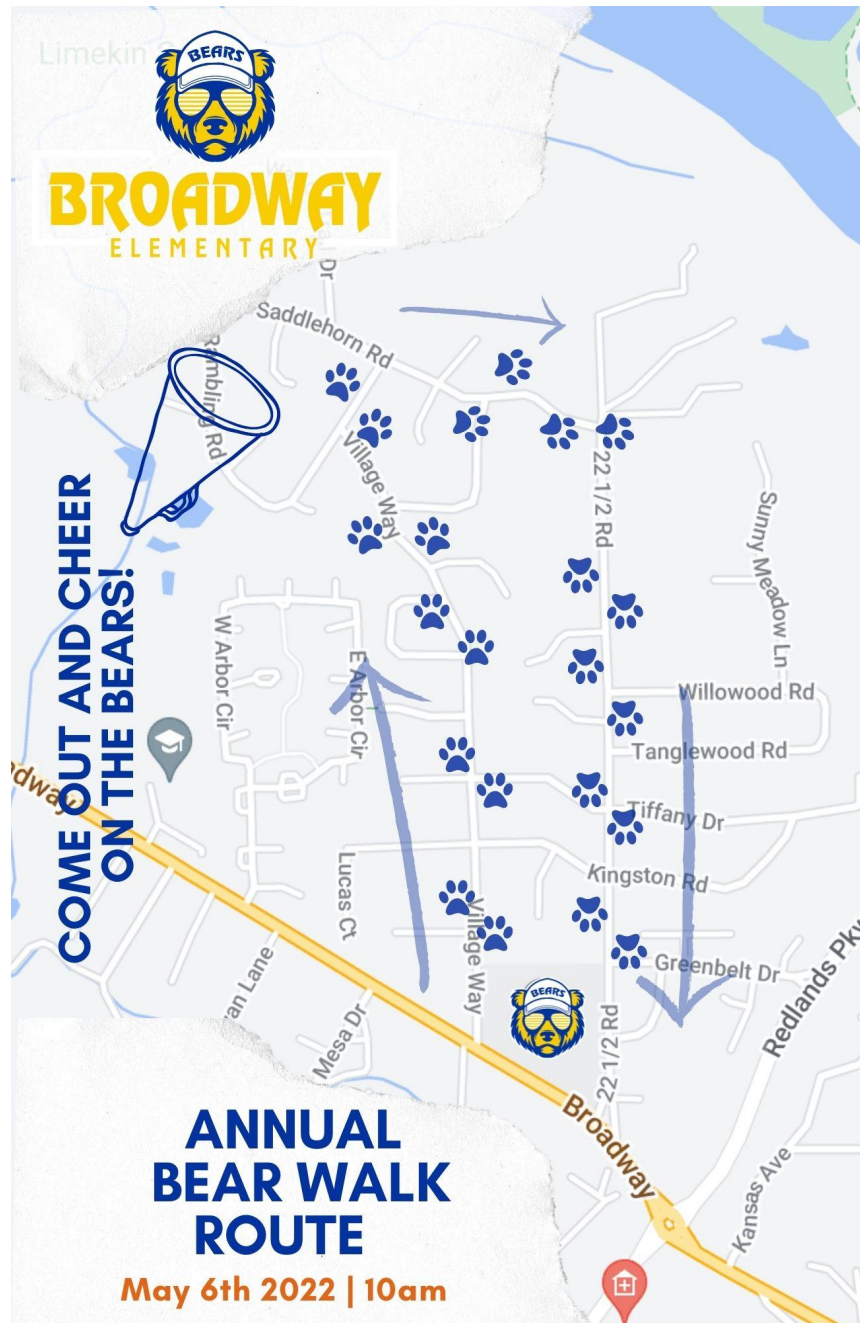 Limekin
BEARS
BROADWAY
ELEMENTARY
Dr
Saddlehorn Rd
Rambling Rd
Village Way
22 1/2 Rd
Sunny Meadow Ln
COME OUT AND CHEER
ON THE BEARS!
W Arbor Cir
E Arbor Cir
Willowood Rd
Tanglewood Rd
Tiffany Dr
Kingston Rd
Lucas Ct
Village Way
Greenbelt Dr
Redlands Pkwy
BEARS
22 1/2 Rd
Mesa Dr
Broadway
Kansas Ave
ANNUAL
BEAR WALK
ROUTE
May 6th 2022 | 10am